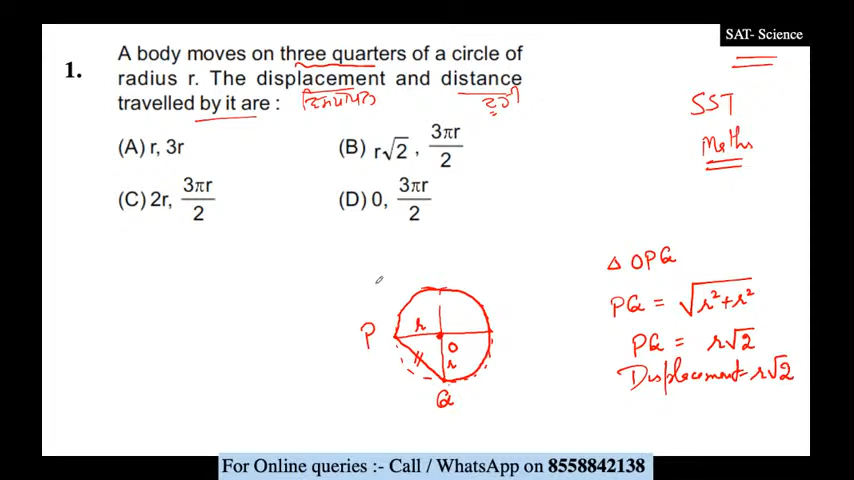 SAT- Science
1. A body moves on three quarters of a circle of
radius r. The displacement and distance
travelled by it are :
विस्थापन
दूरी
(A) r, 3r
(B) r√2 , 3πr/2
(C) 2r, 3πr/2
(D) 0, 3πr/2
SST
Maths
Δ OPQ
PQ = √r²+r²
PQ = r√2
Displacement = r√2
P
r
O
r
Q
For Online queries :- Call / WhatsApp on 8558842138